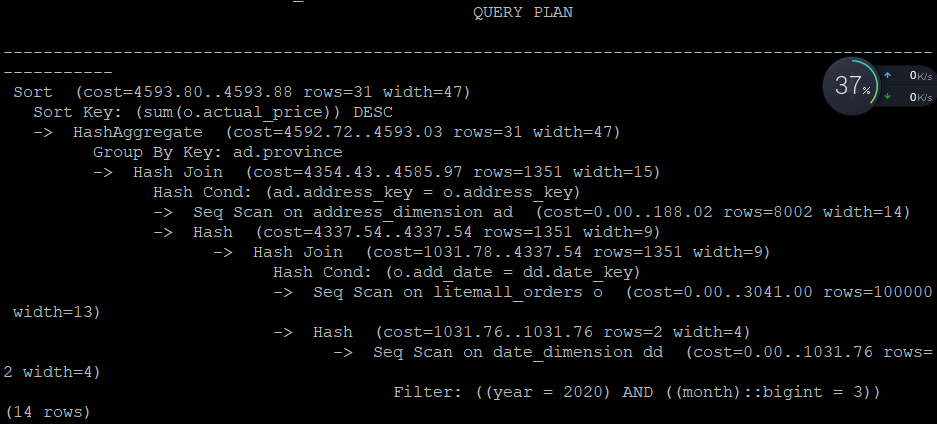 QUERY PLAN
---------------------------------------------------------------------------------------------
-----------
Sort  (cost=4593.80..4593.88 rows=31 width=47)
Sort Key: (sum(o.actual_price)) DESC
->  HashAggregate  (cost=4592.72..4593.03 rows=31 width=47)
Group By Key: ad.province
->  Hash Join  (cost=4354.43..4585.97 rows=1351 width=15)
Hash Cond: (ad.address_key = o.address_key)
->  Seq Scan on address_dimension ad  (cost=0.00..188.02 rows=8002 width=14)
->  Hash  (cost=4337.54..4337.54 rows=1351 width=9)
->  Hash Join  (cost=1031.78..4337.54 rows=1351 width=9)
Hash Cond: (o.add_date = dd.date_key)
->  Seq Scan on litemall_orders o  (cost=0.00..3041.00 rows=100000
width=13)
->  Hash  (cost=1031.76..1031.76 rows=2 width=4)
->  Seq Scan on date_dimension dd  (cost=0.00..1031.76 rows=
2 width=4)
Filter: ((year = 2020) AND ((month)::bigint = 3))
(14 rows)
37%
↑ 0K/s
↓ 0K/s